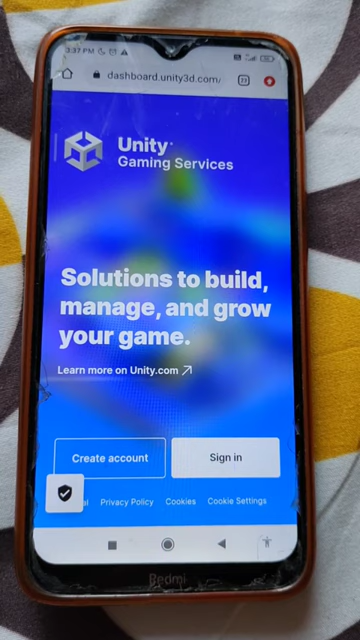 3:37 PM
dashboard.unity3d.com/
Unity
Gaming Services
Solutions to build,
manage, and grow
your game.
Learn more on Unity.com
Create account
Sign in
Privacy Policy
Cookies
Cookie Settings
Redmi